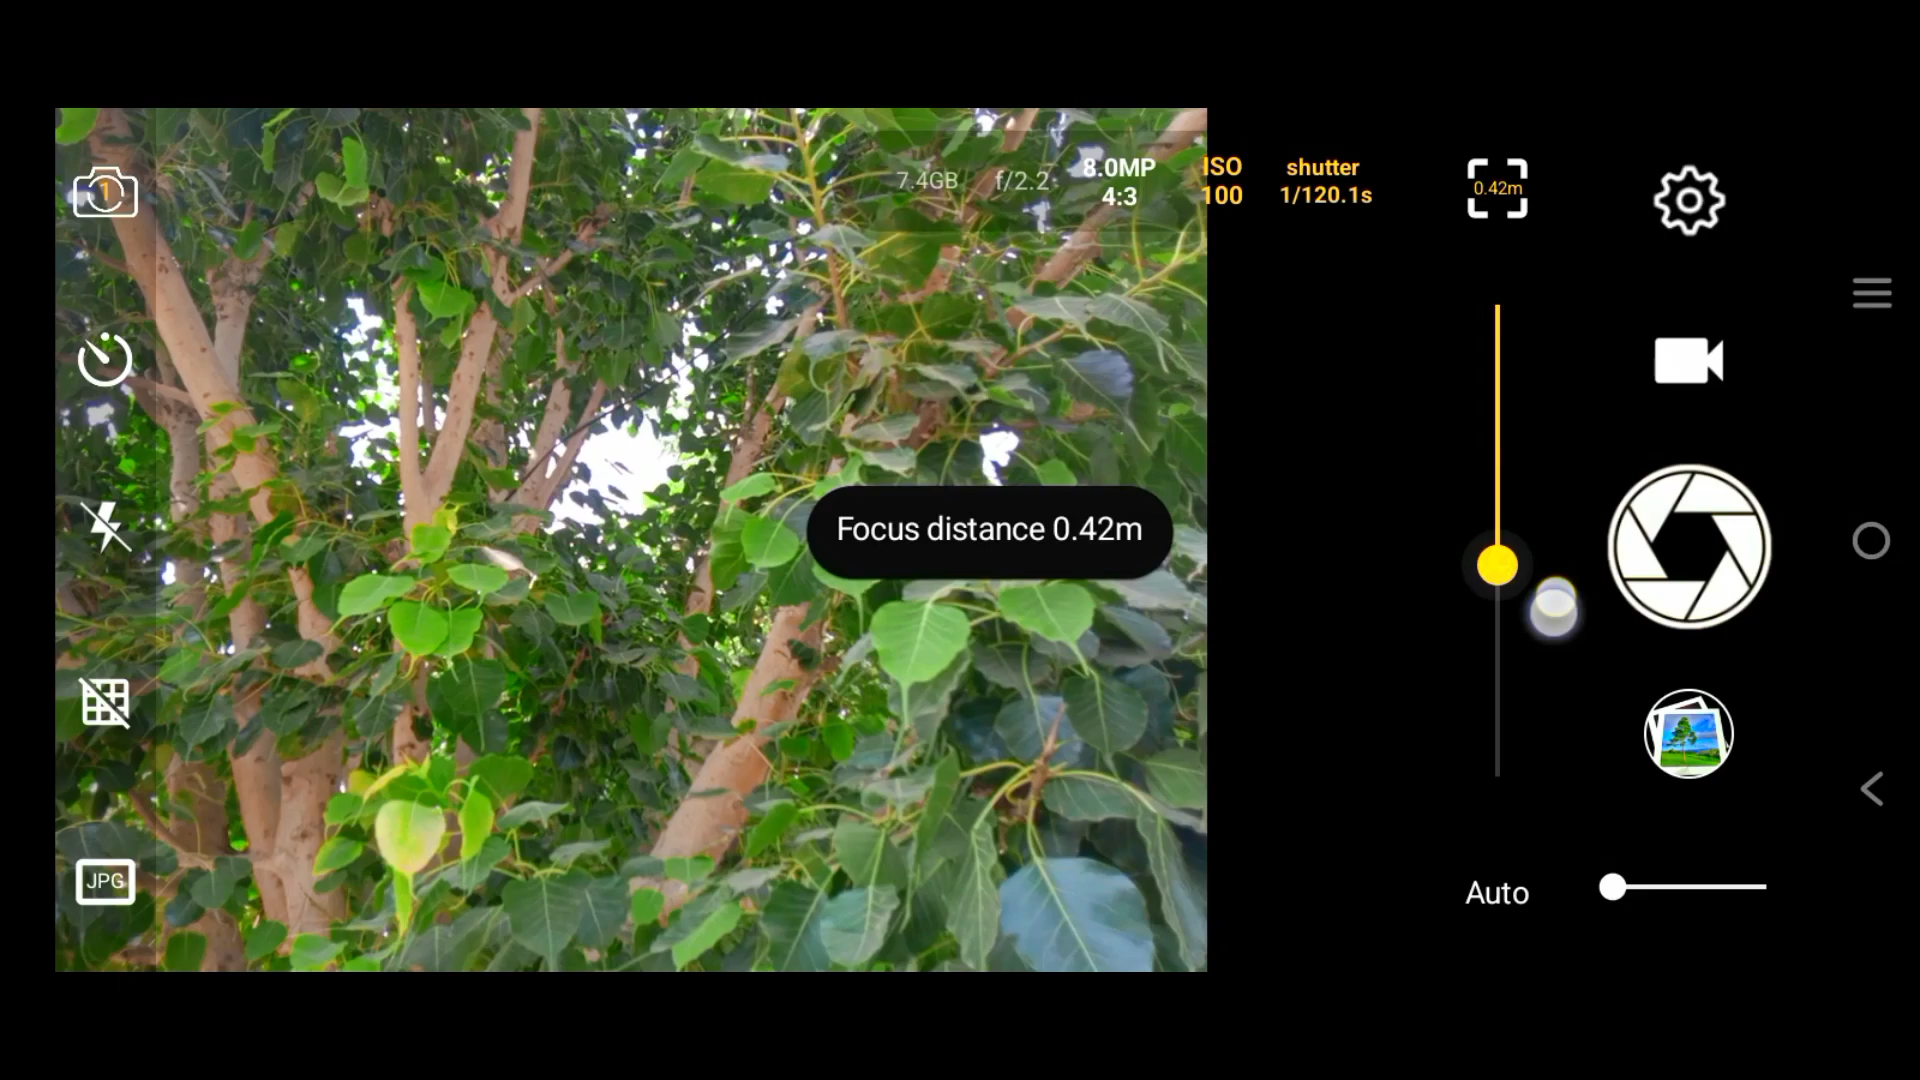 1
7.4GB
f/2.2
8.0MP
4:3
ISO
100
shutter
1/120.1s
0.42m
Focus distance 0.42m
JPG
Auto